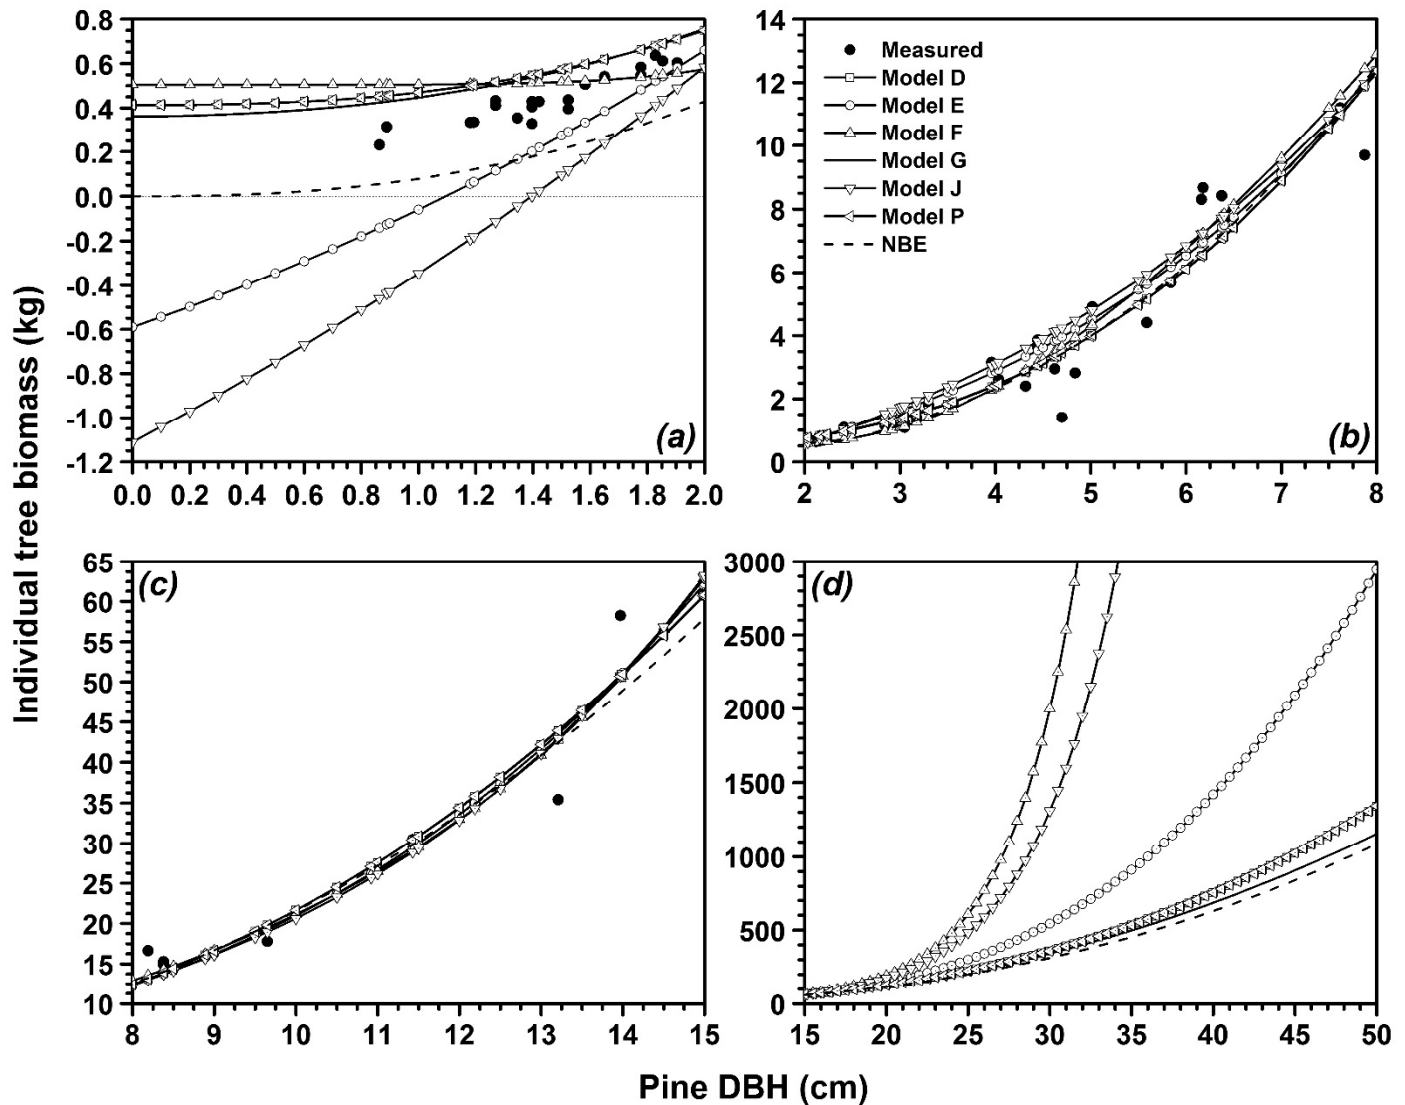 Individual tree biomass (kg)
0.8
0.6
0.4
0.2
0.0
-0.2
-0.4
-0.6
-0.8
-1.0
-1.2
0.0 0.2 0.4 0.6 0.8 1.0 1.2 1.4 1.6 1.8 2.0
(a)
14
12
10
8
6
4
2
0
2 3 4 5 6 7 8
Measured
Model D
Model E
Model F
Model G
Model J
Model P
NBE
(b)
65
60
55
50
45
40
35
30
25
20
15
10
8 9 10 11 12 13 14 15
(c)
3000
2500
2000
1500
1000
500
0
15 20 25 30 35 40 45 50
(d)
Pine DBH (cm)